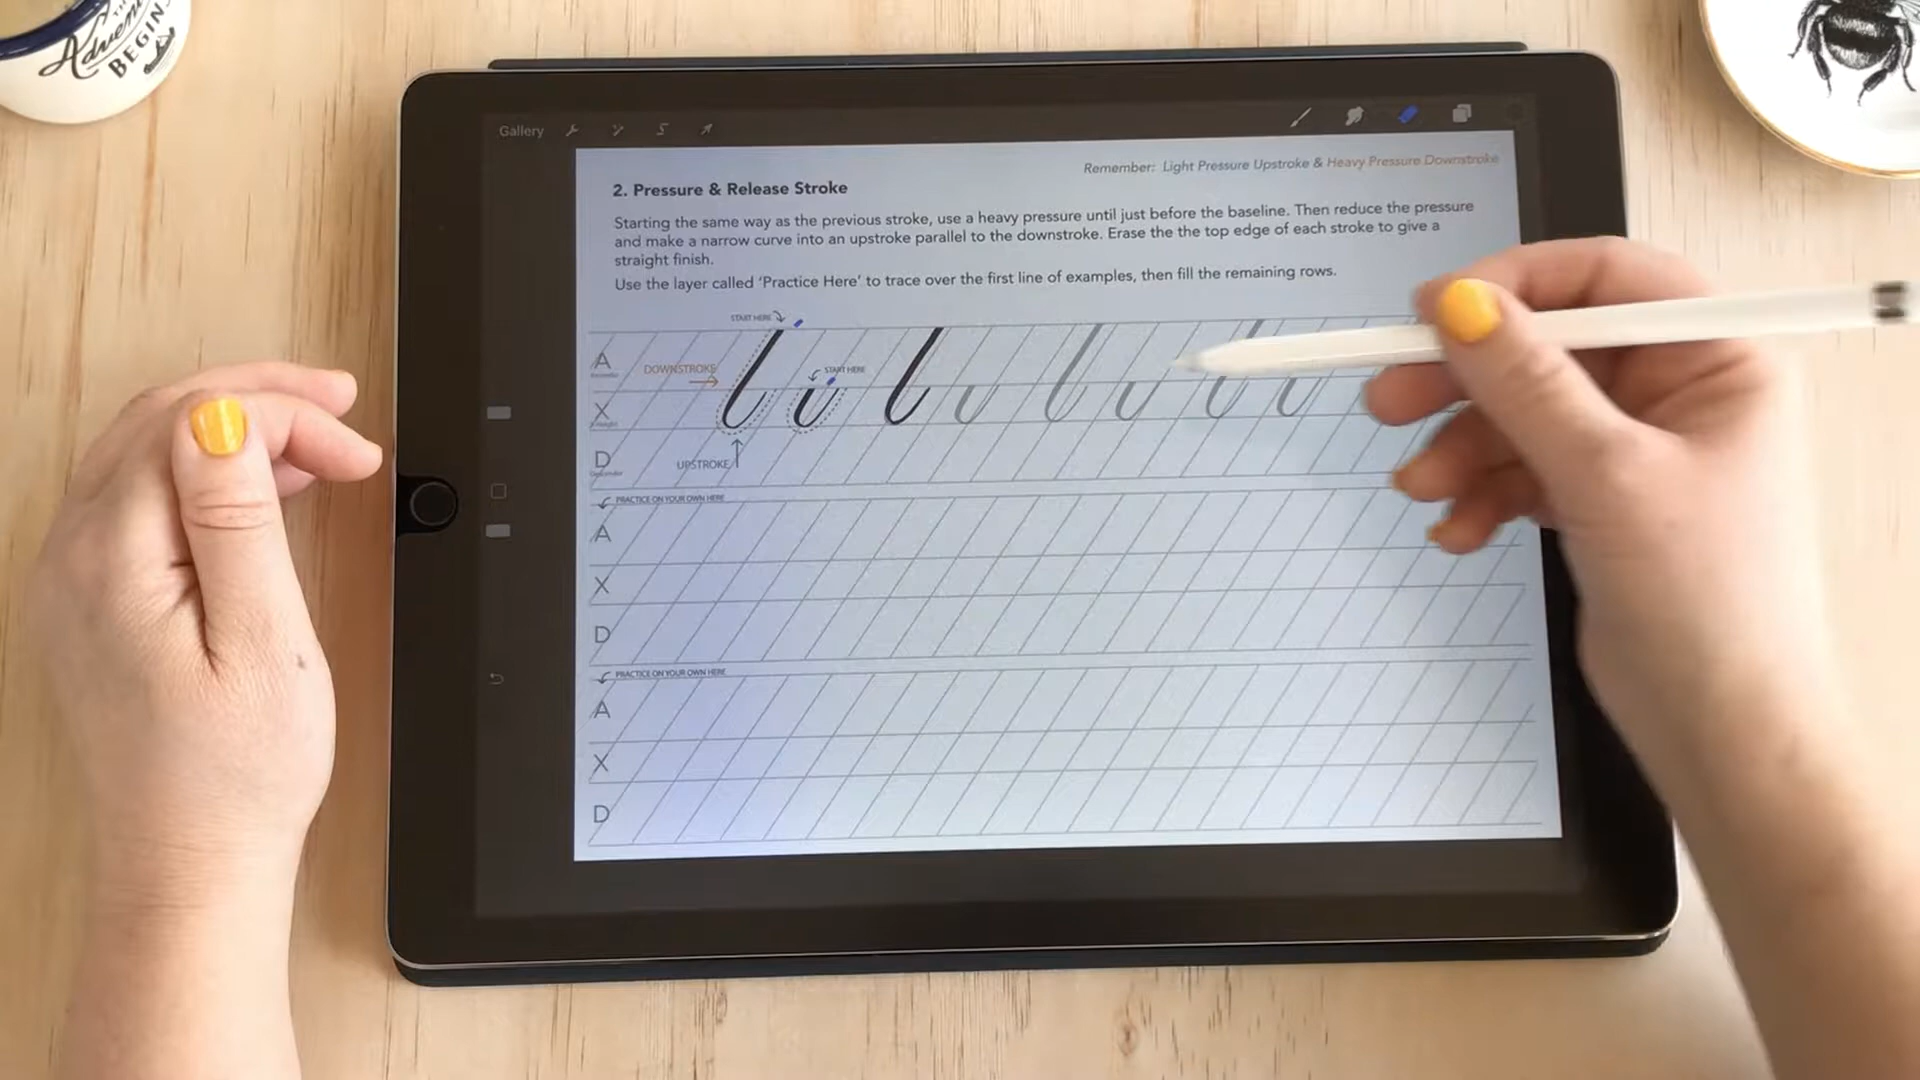 Adven
BEGIN
Gallery
Remember: Light Pressure Upstroke & Heavy Pressure Downstroke
2. Pressure & Release Stroke
Starting the same way as the previous stroke, use a heavy pressure until just before the baseline. Then reduce the pressure
and make a narrow curve into an upstroke parallel to the downstroke. Erase the the top edge of each stroke to give a
straight finish.
Use the layer called ‘Practice Here’ to trace over the first line of examples, then fill the remaining rows.
START HERE
A
DOWNSTROKE
START HERE
X
D
UPSTROKE
PRACTICE ON YOUR OWN HERE
A
X
D
PRACTICE ON YOUR OWN HERE
A
X
D